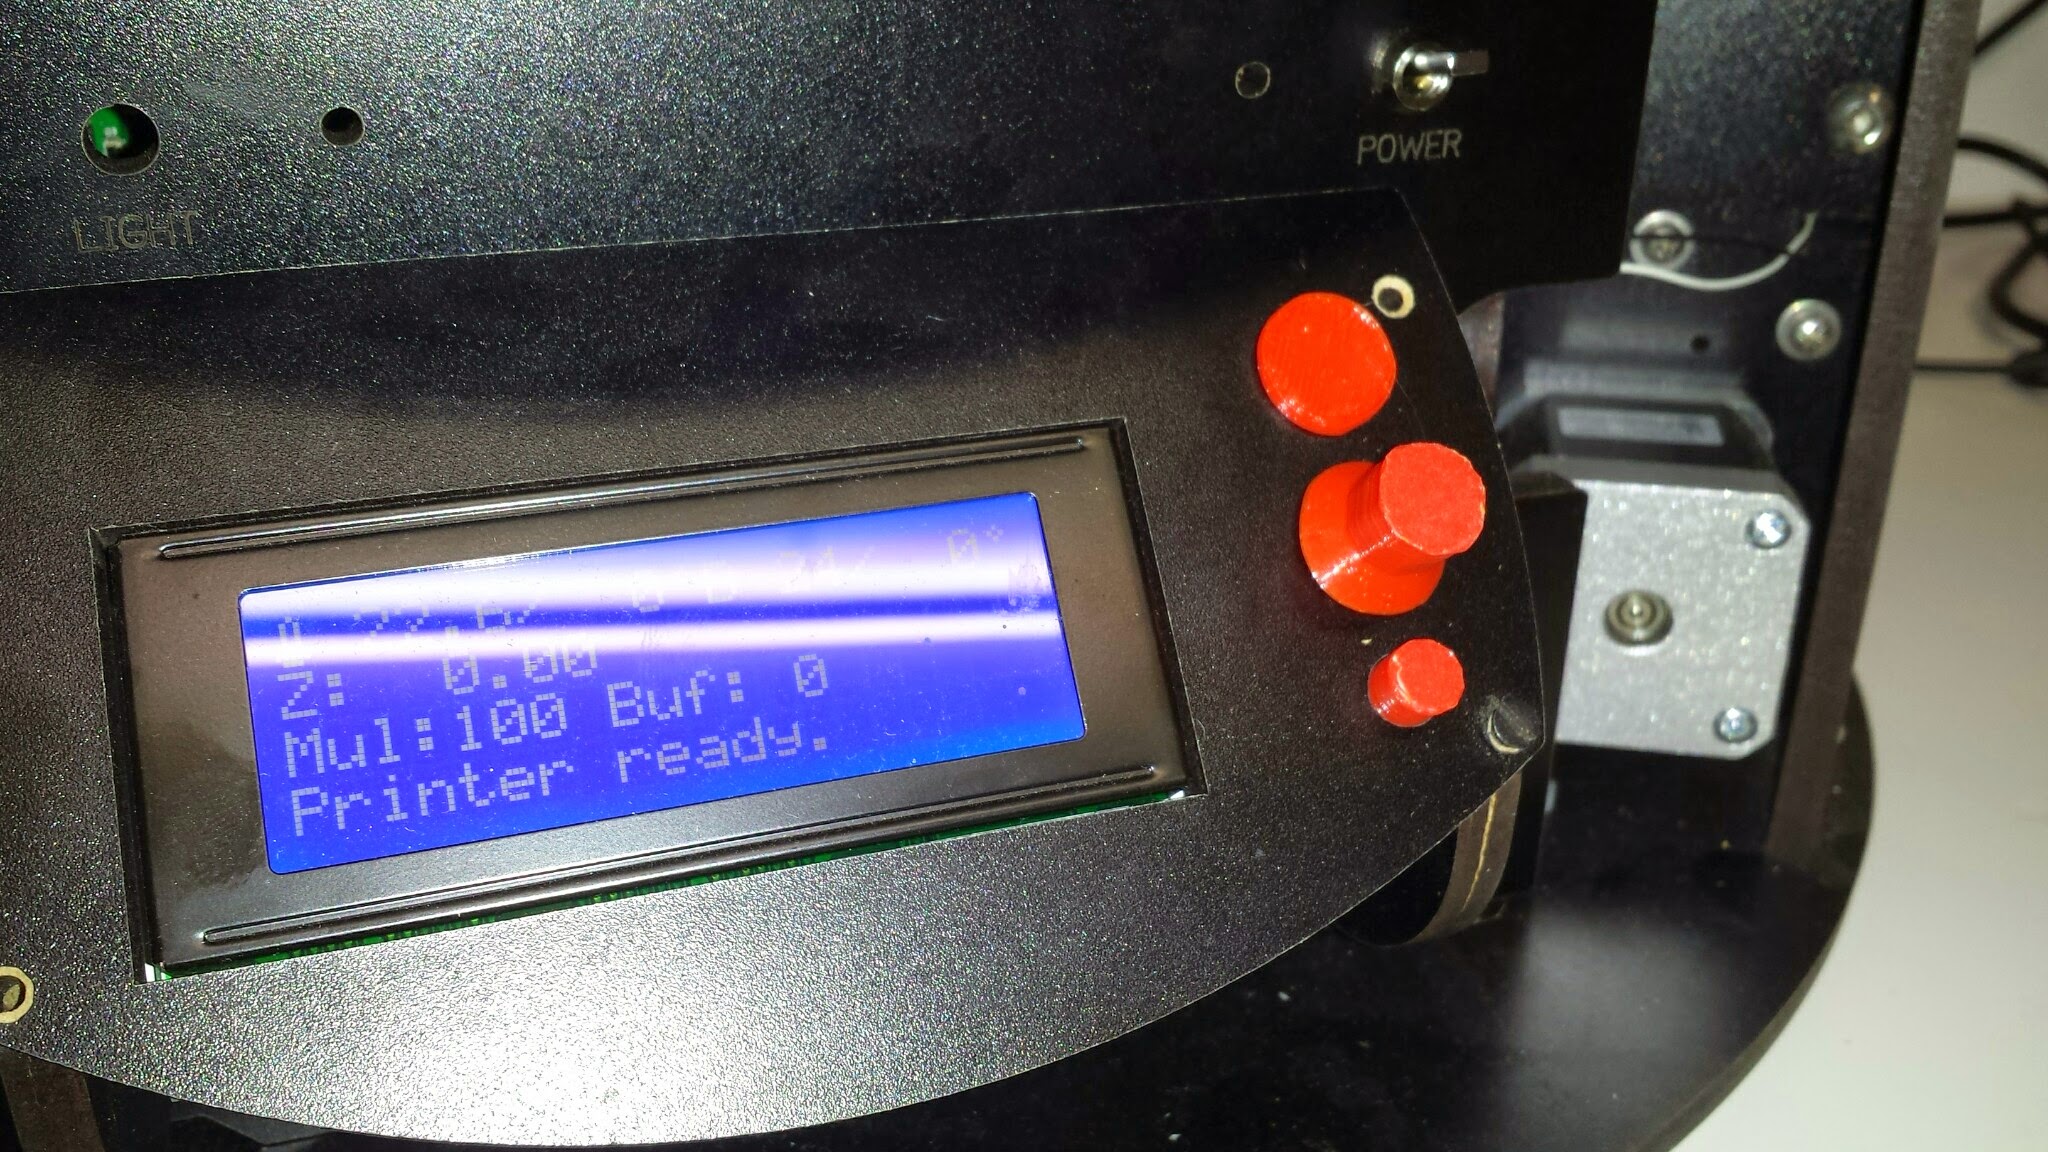 POWER
LIGHT
Z: 0.00
Mul:100 Buf: 0
Printer ready.